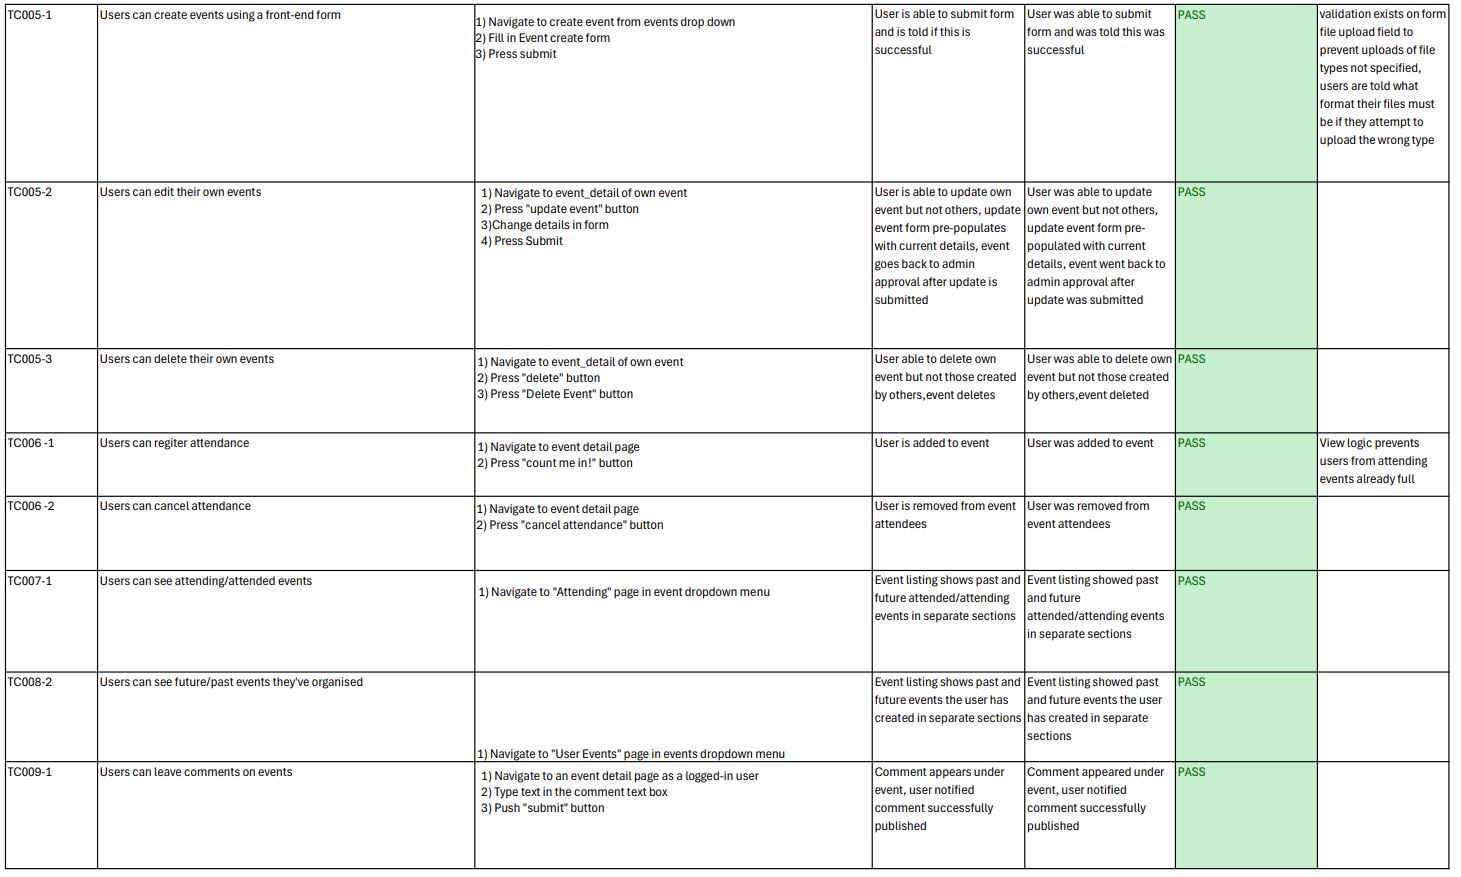 TC005-1
Users can create events using a front-end form
1) Navigate to create event from events drop down
2) Fill in Event create form
3) Press submit
User is able to submit form
and is told if this is
successful
User was able to submit
form and was told this was
successful
PASS
validation exists on form
file upload field to
prevent uploads of file
types not specified,
users are told what
format their files must
be if they attempt to
upload the wrong type
TC005-2
Users can edit their own events
1) Navigate to event_detail of own event
2) Press "update event" button
3)Change details in form
4) Press Submit
User is able to update own
event but not others, update
event form pre-populates
with current details, event
goes back to admin
approval after update is
submitted
User was able to update
own event but not others,
update event form pre-
populated with current
details, event went back to
admin approval after
update was submitted
PASS
TC005-3
Users can delete their own events
1) Navigate to event_detail of own event
2) Press "delete" button
3) Press "Delete Event" button
User able to delete own
event but not those created
by others,event deletes
User was able to delete own
event but not those created
by others,event deleted
PASS
TC006 -1
Users can regiter attendance
1) Navigate to event detail page
2) Press "count me in!" button
User is added to event
User was added to event
PASS
View logic prevents
users from attending
events already full
TC006 -2
Users can cancel attendance
1) Navigate to event detail page
2) Press "cancel attendance" button
User is removed from event
attendees
User was removed from
event attendees
PASS
TC007-1
Users can see attending/attended events
1) Navigate to "Attending" page in event dropdown menu
Event listing shows past and
future attended/attending
events in separate sections
Event listing showed past
and future
attended/attending events
in separate sections
PASS
TC008-2
Users can see future/past events they've organised
1) Navigate to "User Events" page in events dropdown menu
Event listing shows past and
future events the user has
created in separate sections
Event listing showed past
and future events the user
has created in separate
sections
PASS
TC009-1
Users can leave comments on events
1) Navigate to an event detail page as a logged-in user
2) Type text in the comment text box
3) Push "submit" button
Comment appears under
event, user notified
comment successfully
published
Comment appeared under
event, user notified
comment successfully
published
PASS